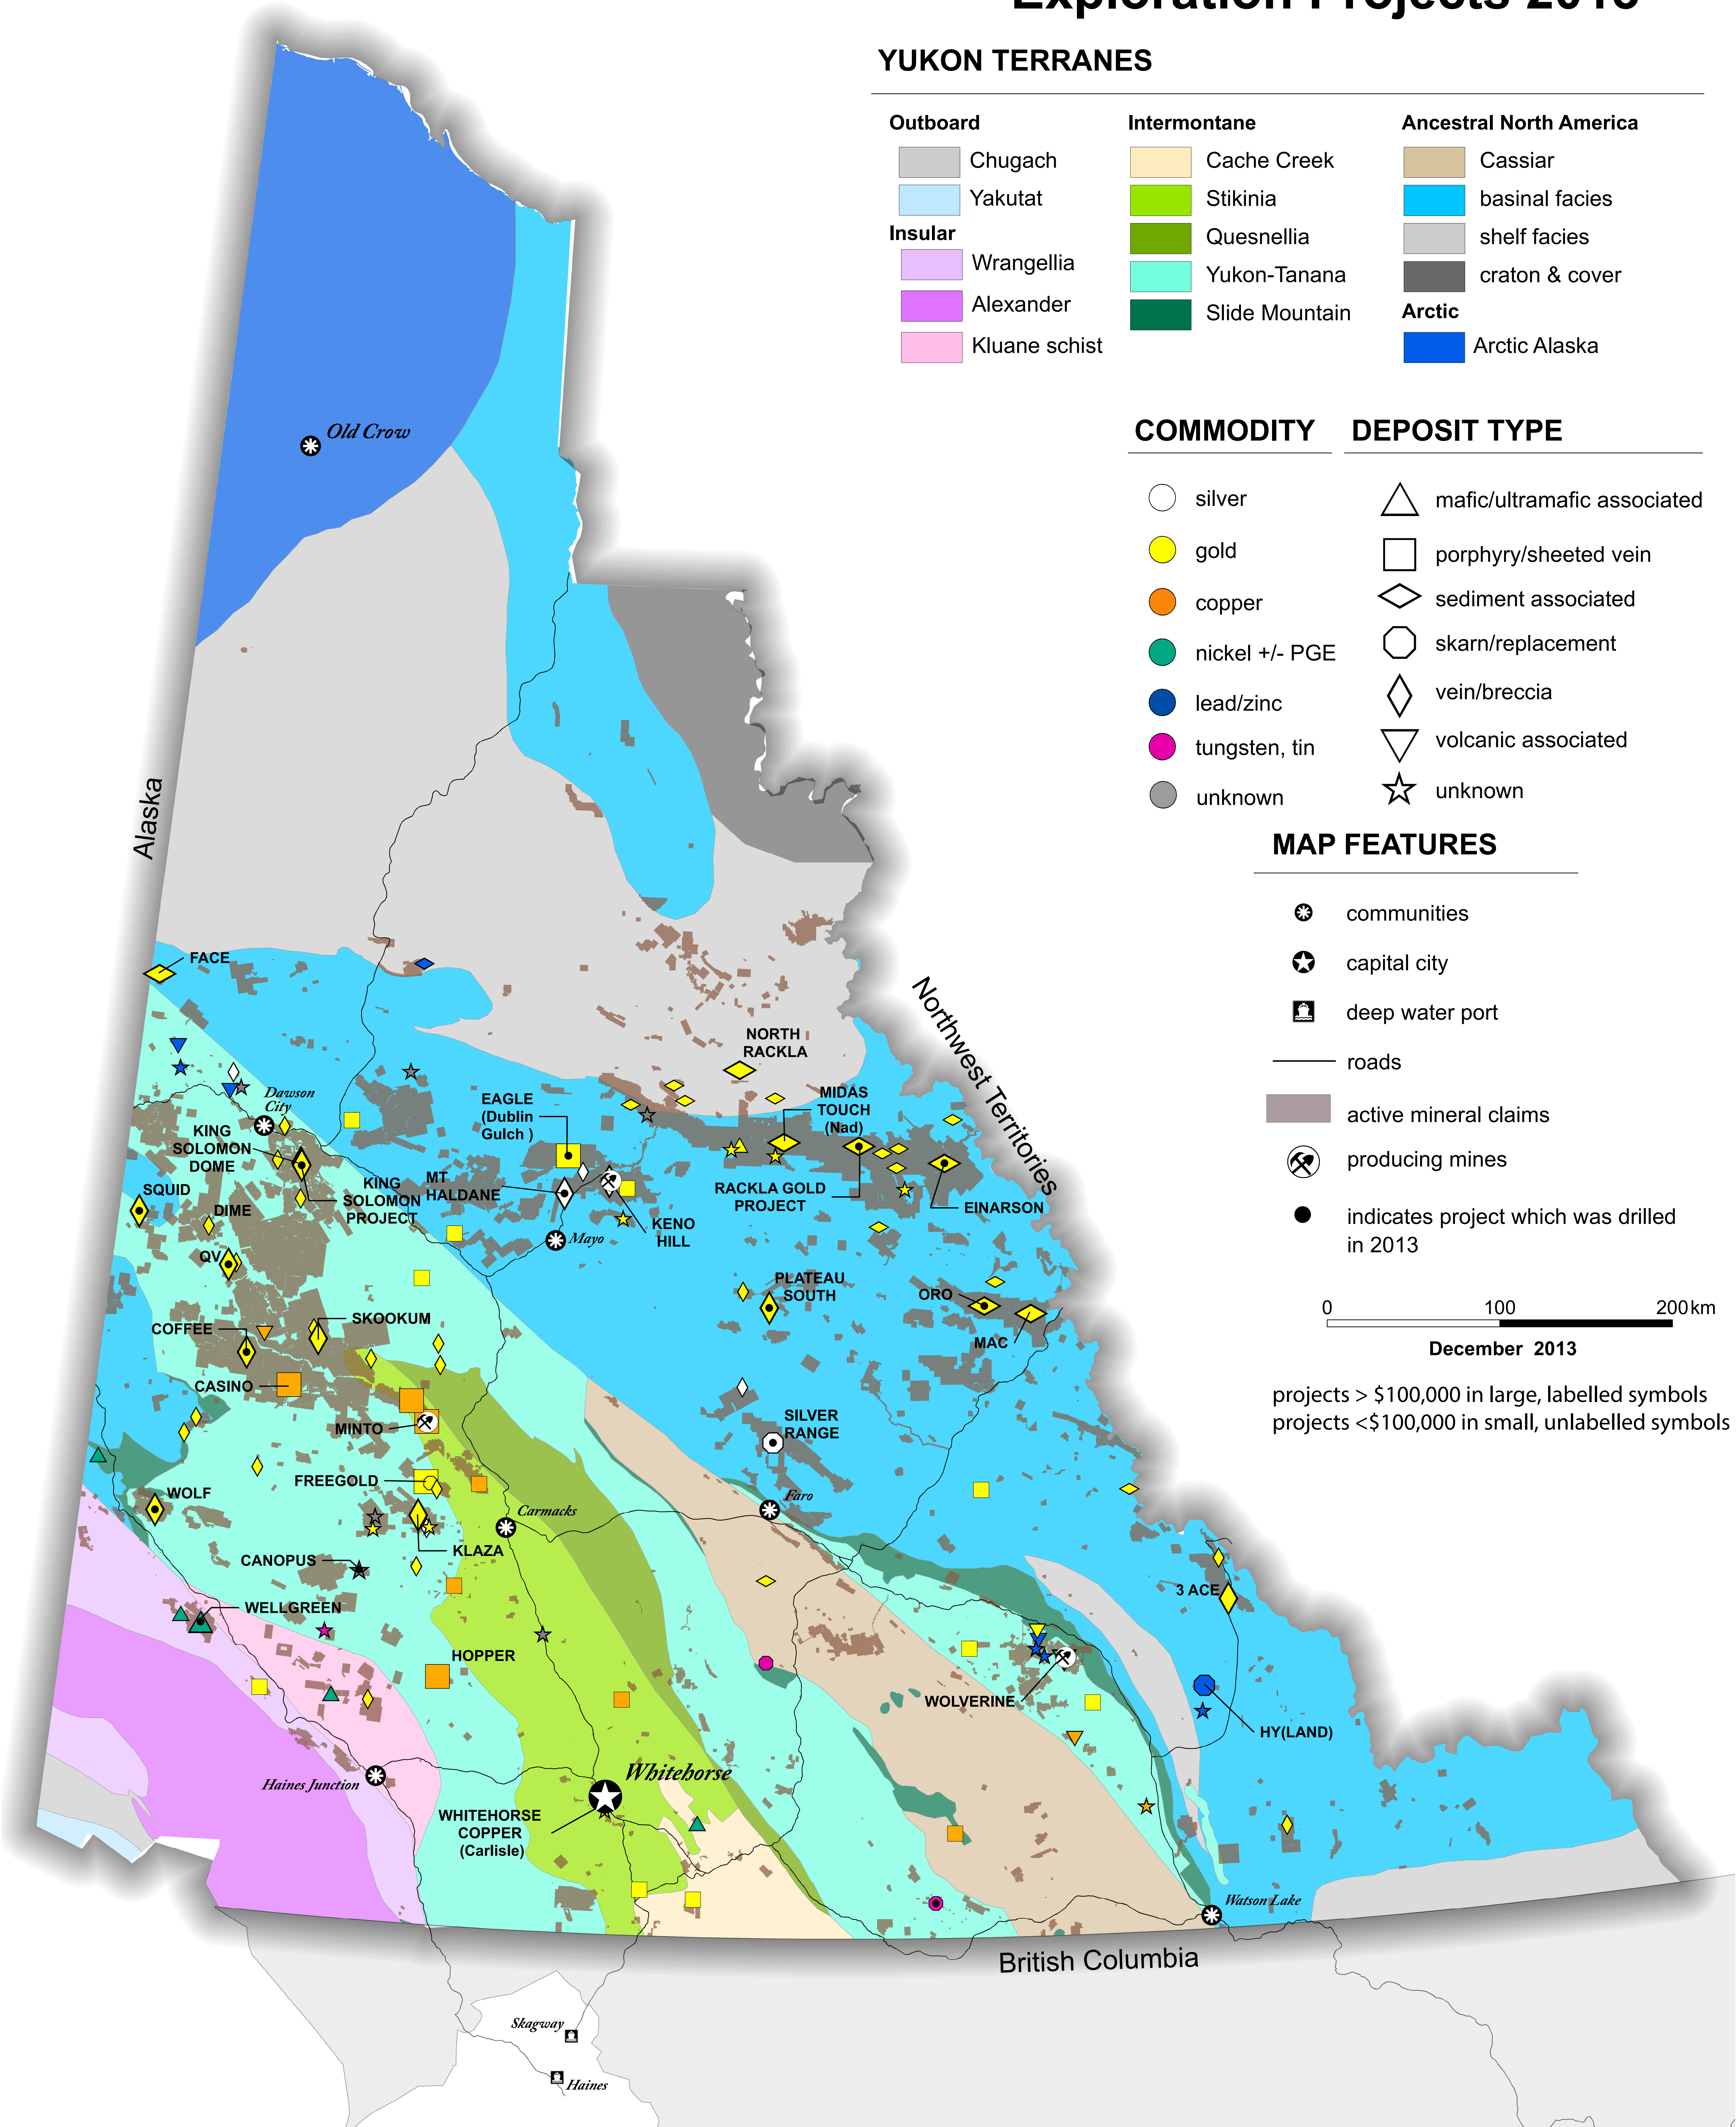 Exploration Projects 2013
YUKON TERRANES
Outboard
Chugach
Yakutat
Insular
Wrangellia
Alexander
Kluane schist
Intermontane
Cache Creek
Stikinia
Quesnellia
Yukon-Tanana
Slide Mountain
Ancestral North America
Cassiar
basinal facies
shelf facies
craton & cover
Arctic
Arctic Alaska
COMMODITY
silver
gold
copper
nickel +/- PGE
lead/zinc
tungsten, tin
unknown
DEPOSIT TYPE
mafic/ultramafic associated
porphyry/sheeted vein
sediment associated
skarn/replacement
vein/breccia
volcanic associated
unknown
MAP FEATURES
communities
capital city
deep water port
roads
active mineral claims
producing mines
indicates project which was drilled
in 2013
0 100 200 km
December 2013
projects > $100,000 in large, labelled symbols
projects <$100,000 in small, unlabelled symbols
Old Crow
Alaska
Northwest Territories
FACE
NORTH
RACKLA
Dawson
City
EAGLE
(Dublin
Gulch )
MIDAS
TOUCH
(Nad)
KING
SOLOMON
DOME
KING
SOLOMON
PROJECT
MT
HALDANE
SQUID
DIME
RACKLA GOLD
PROJECT
EINARSON
KENO
HILL
Mayo
QV
PLATEAU
SOUTH
ORO
MAC
SKOOKUM
COFFEE
CASINO
MINTO
SILVER
RANGE
FREEGOLD
WOLF
Carmacks
Faro
KLAZA
CANOPUS
3 ACE
WELLGREEN
HOPPER
WOLVERINE
HY(LAND)
Haines Junction
Whitehorse
WHITEHORSE
COPPER
(Carlisle)
Watson Lake
British Columbia
Skagway
Haines